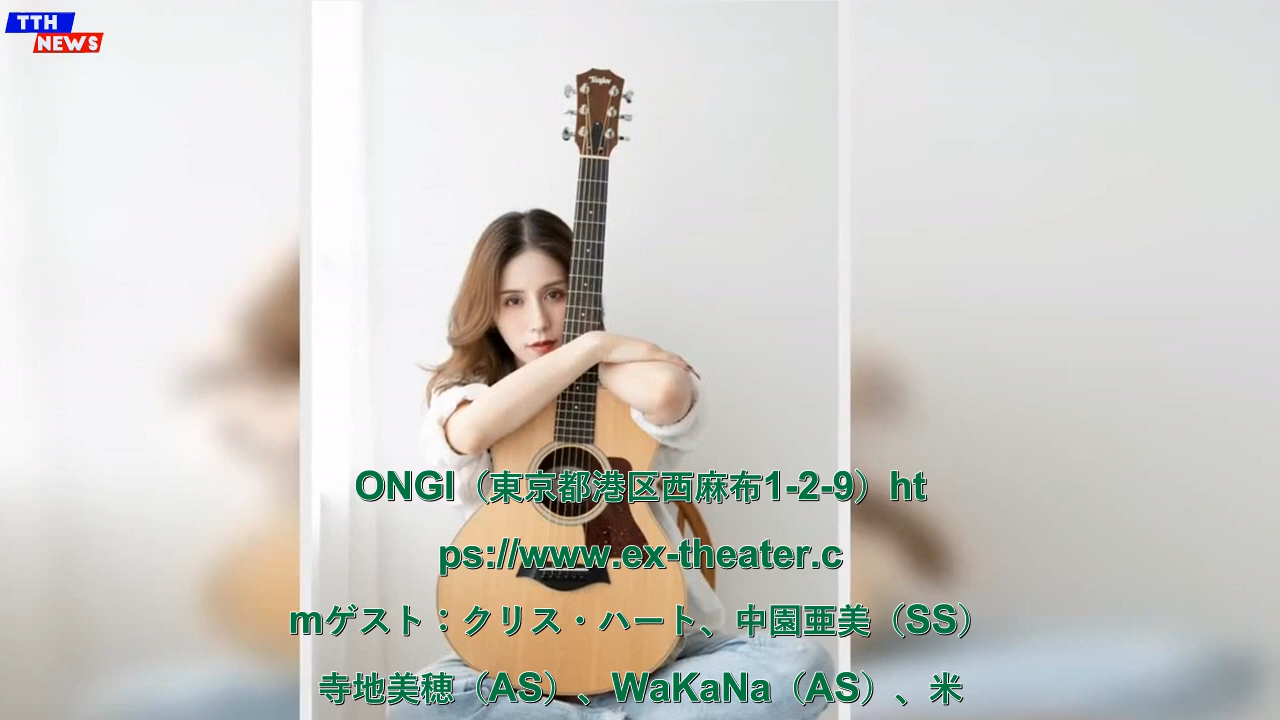 TTH
NEWS
Taylor
ONGI（東京都港区西麻布1-2-9）ht
ps://www.ex-theater.c
mゲスト：クリス・ハート、中園亜美（SS）
寺地美穂（AS）、WaKaNa（AS）、米